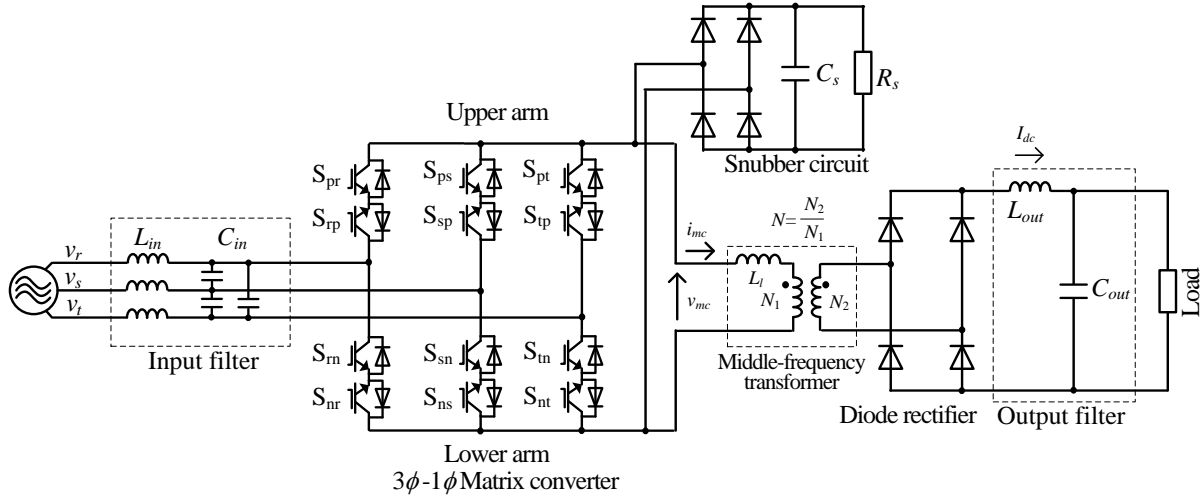 C_s
R_s
Snubber circuit
Upper arm
S_pr
S_ps
S_pt
S_rp
S_sp
S_tp
L_in
C_in
v_r
v_s
v_t
Input filter
S_rn
S_sn
S_tn
S_nr
S_ns
S_nt
Lower arm
3ϕ-1ϕ Matrix converter
i_mc
v_mc
N=N_2/N_1
L_l
N_1
N_2
Middle-frequency
transformer
Diode rectifier
I_dc
L_out
C_out
Output filter
Load